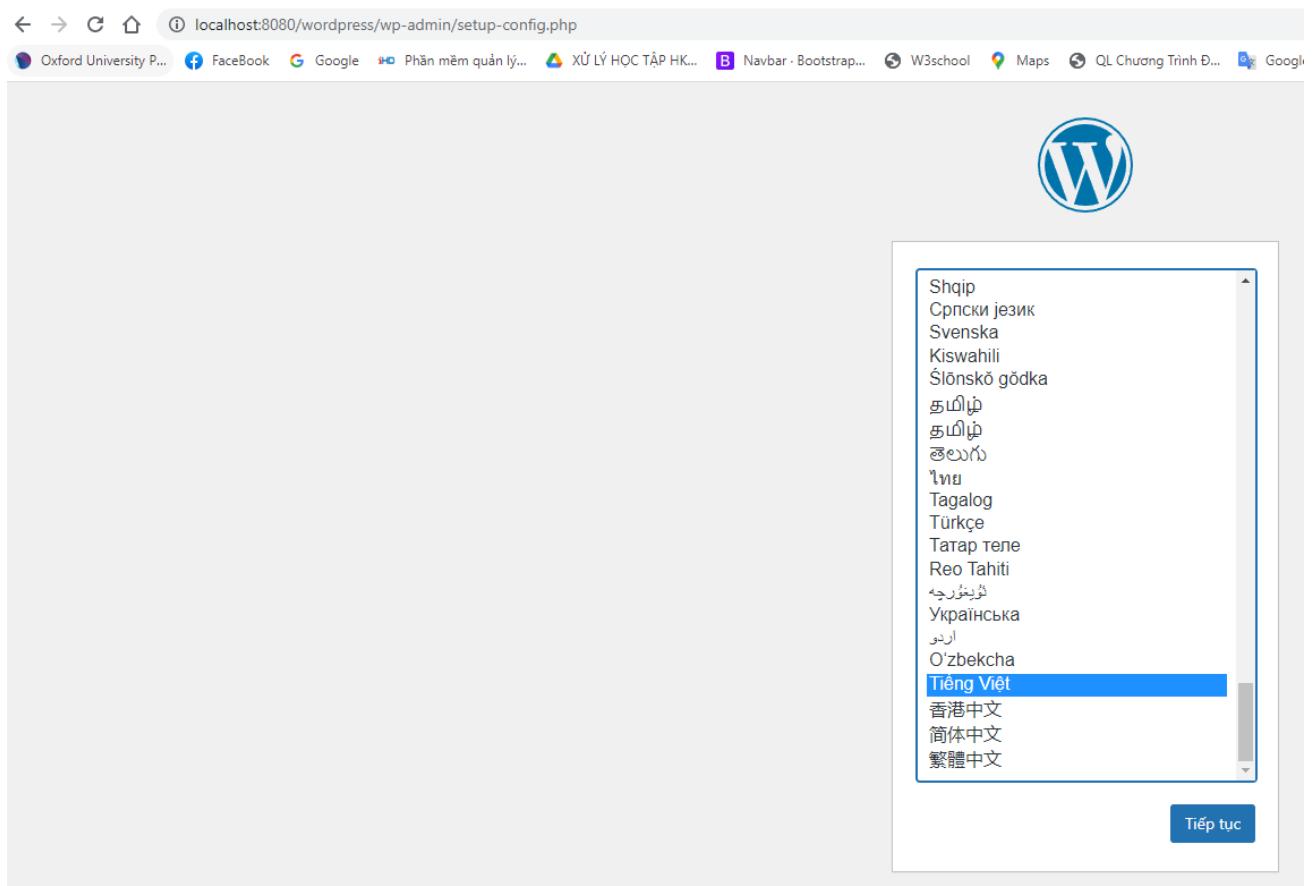 localhost:8080/wordpress/wp-admin/setup-config.php
Oxford University P... FaceBook Google Phần mềm quản lý... XỬ LÝ HỌC TẬP HK... Navbar · Bootstrap... W3school Maps QL Chương Trình Đ... Google
Shqip
Српски језик
Svenska
Kiswahili
Ślōnskŏ gŏdka
தமிழ்
தமிழ்
తెలుగు
ไทย
Tagalog
Türkçe
Татар теле
Reo Tahiti
ئۇيغۇرچە
Українська
اردو
O‘zbekcha
Tiếng Việt
香港中文
简体中文
繁體中文
Tiếp tục